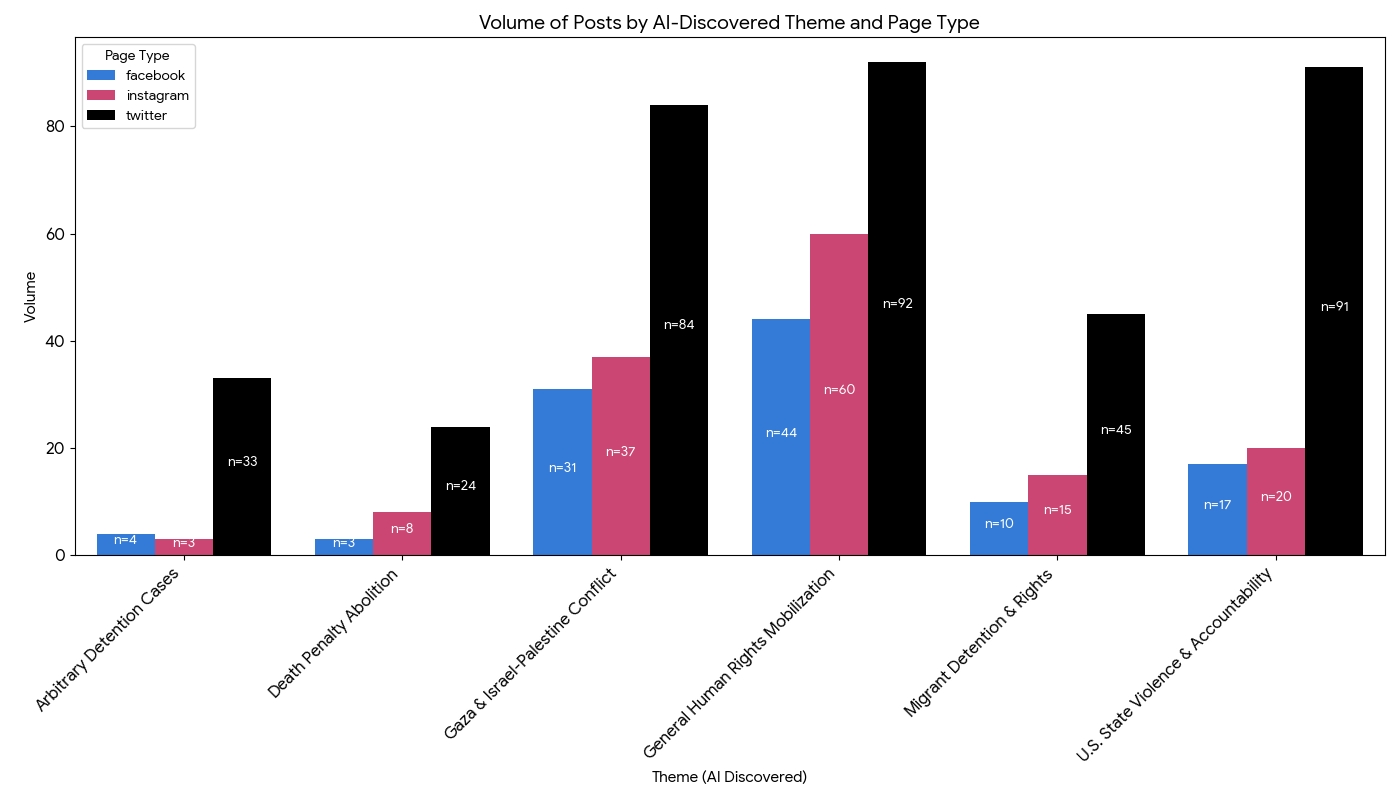 Volume of Posts by AI-Discovered Theme and Page Type
Page Type
facebook
instagram
twitter
Volume
80
60
40
20
0
n=4
n=3
n=33
n=3
n=8
n=24
n=31
n=37
n=84
n=44
n=60
n=92
n=10
n=15
n=45
n=17
n=20
n=91
Arbitrary Detention Cases
Death Penalty Abolition
Gaza & Israel-Palestine Conflict
General Human Rights Mobilization
Migrant Detention & Rights
U.S. State Violence & Accountability
Theme (AI Discovered)